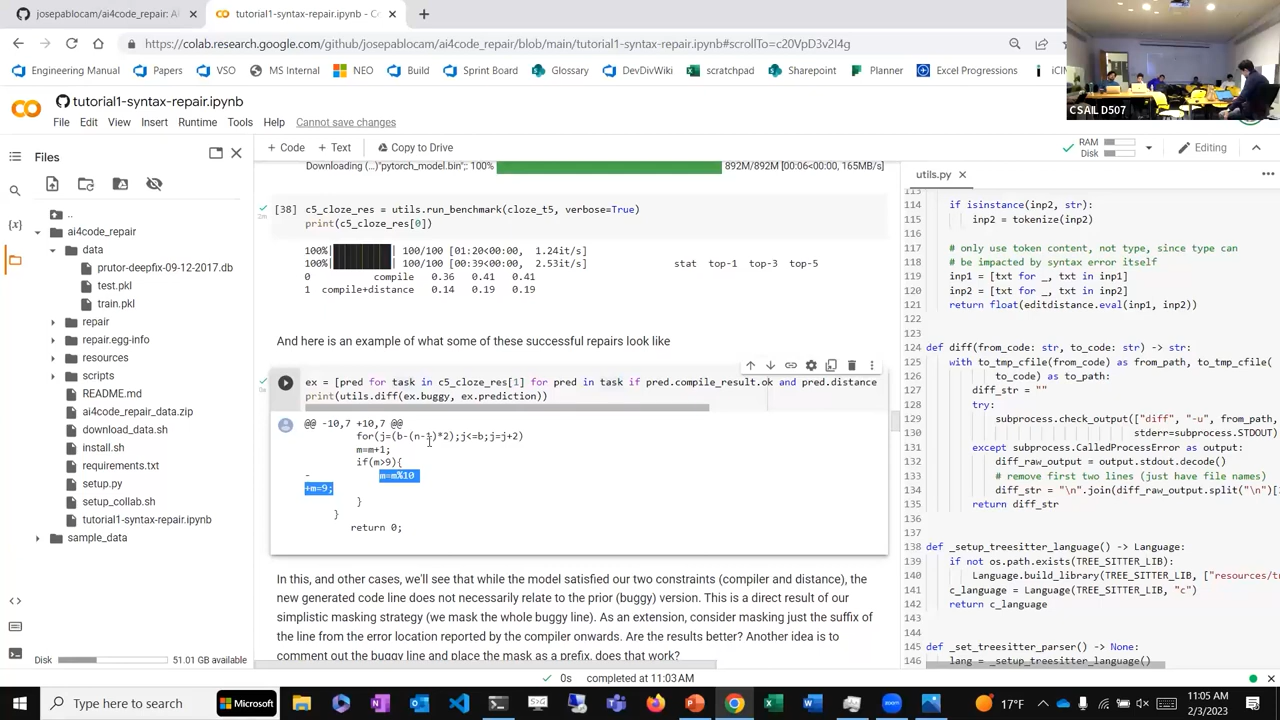 josepablocam/ai4code_repair: A
tutorial1-syntax-repair.ipynb - C
https://colab.research.google.com/github/josepablocam/ai4code_repair/blob/main/tutorial1-syntax-repair.ipynb#scrollTo=c20VpD3v2I4g
Engineering Manual
Papers
VSO
MS Internal
NEO
Build
Sprint Board
Glossary
DevDivWiki
scratchpad
Sharepoint
Planner
Excel Progressions
CSAIL D507
tutorial1-syntax-repair.ipynb
File Edit View Insert Runtime Tools Help Cannot save changes
+ Code + Text Copy to Drive
RAM
Disk
Editing
Files
..
ai4code_repair
data
prutor-deepfix-09-12-2017.db
test.pkl
train.pkl
repair
repair.egg-info
resources
scripts
README.md
ai4code_repair_data.zip
download_data.sh
install.sh
requirements.txt
setup.py
setup_collab.sh
tutorial1-syntax-repair.ipynb
sample_data
Disk
51.01 GB available
Downloading (...)"pytorch_model.bin";: 100%
892M/892M [00:06<00:00, 165MB/s]
[38] c5_cloze_res = utils.run_benchmark(cloze_t5, verbose=True)
2m
print(c5_cloze_res[0])
100%| | 100/100 [01:20<00:00, 1.24it/s]
100%| | 100/100 [00:39<00:00, 2.53it/s] stat top-1 top-3 top-5
0 compile 0.36 0.41 0.41
1 compile+distance 0.14 0.19 0.19
And here is an example of what some of these successful repairs look like
0s
ex = [pred for task in c5_cloze_res[1] for pred in task if pred.compile_result.ok and pred.distance
print(utils.diff(ex.buggy, ex.prediction))
@@ -10,7 +10,7 @@
for(j=(b-(n-i)*2);j<=b;j=j+2)
m=m+1;
if(m>9){
- m=m%10
+m=9;
}
}
return 0;
In this, and other cases, we'll see that while the model satisfied our two constraints (compiler and distance), the
new generated code line does not necessarily relate to the prior (buggy) version. This is a direct result of our
simplistic masking strategy (we mask the whole buggy line). As an extension, consider masking just the suffix of
the line from the error location reported by the compiler onwards. Are the results better? Another idea is to
comment out the buggy line and place the mask as a prefix, does that work?
utils.py
113
114 if isinstance(inp2, str):
115 inp2 = tokenize(inp2)
116
117 # only use token content, not type, since type can
118 # be impacted by syntax error itself
119 inp1 = [txt for _, txt in inp1]
120 inp2 = [txt for _, txt in inp2]
121 return float(editdistance.eval(inp1, inp2))
122
123
124 def diff(from_code: str, to_code: str) -> str:
125 with to_tmp_cfile(from_code) as from_path, to_tmp_cfile(
126 to_code) as to_path:
127 diff_str = ""
128 try:
129 subprocess.check_output(["diff", "-u", from_path,
130 stderr=subprocess.STDOUT)
131 except subprocess.CalledProcessError as output:
132 diff_raw_output = output.stdout.decode()
133 # remove first two lines (just have file names)
134 diff_str = "\n".join(diff_raw_output.split("\n")[
135 return diff_str
136
137
138 def _setup_treesitter_language() -> Language:
139 if not os.path.exists(TREE_SITTER_LIB):
140 Language.build_library(TREE_SITTER_LIB, ["resources/t
141 c_language = Language(TREE_SITTER_LIB, "c")
142 return c_language
143
144
145 def _set_treesitter_parser() -> None:
146 lang = _setup_treesitter_language()
0s completed at 11:03 AM
Type here to search
Microsoft
17°F
11:05 AM
2/3/2023